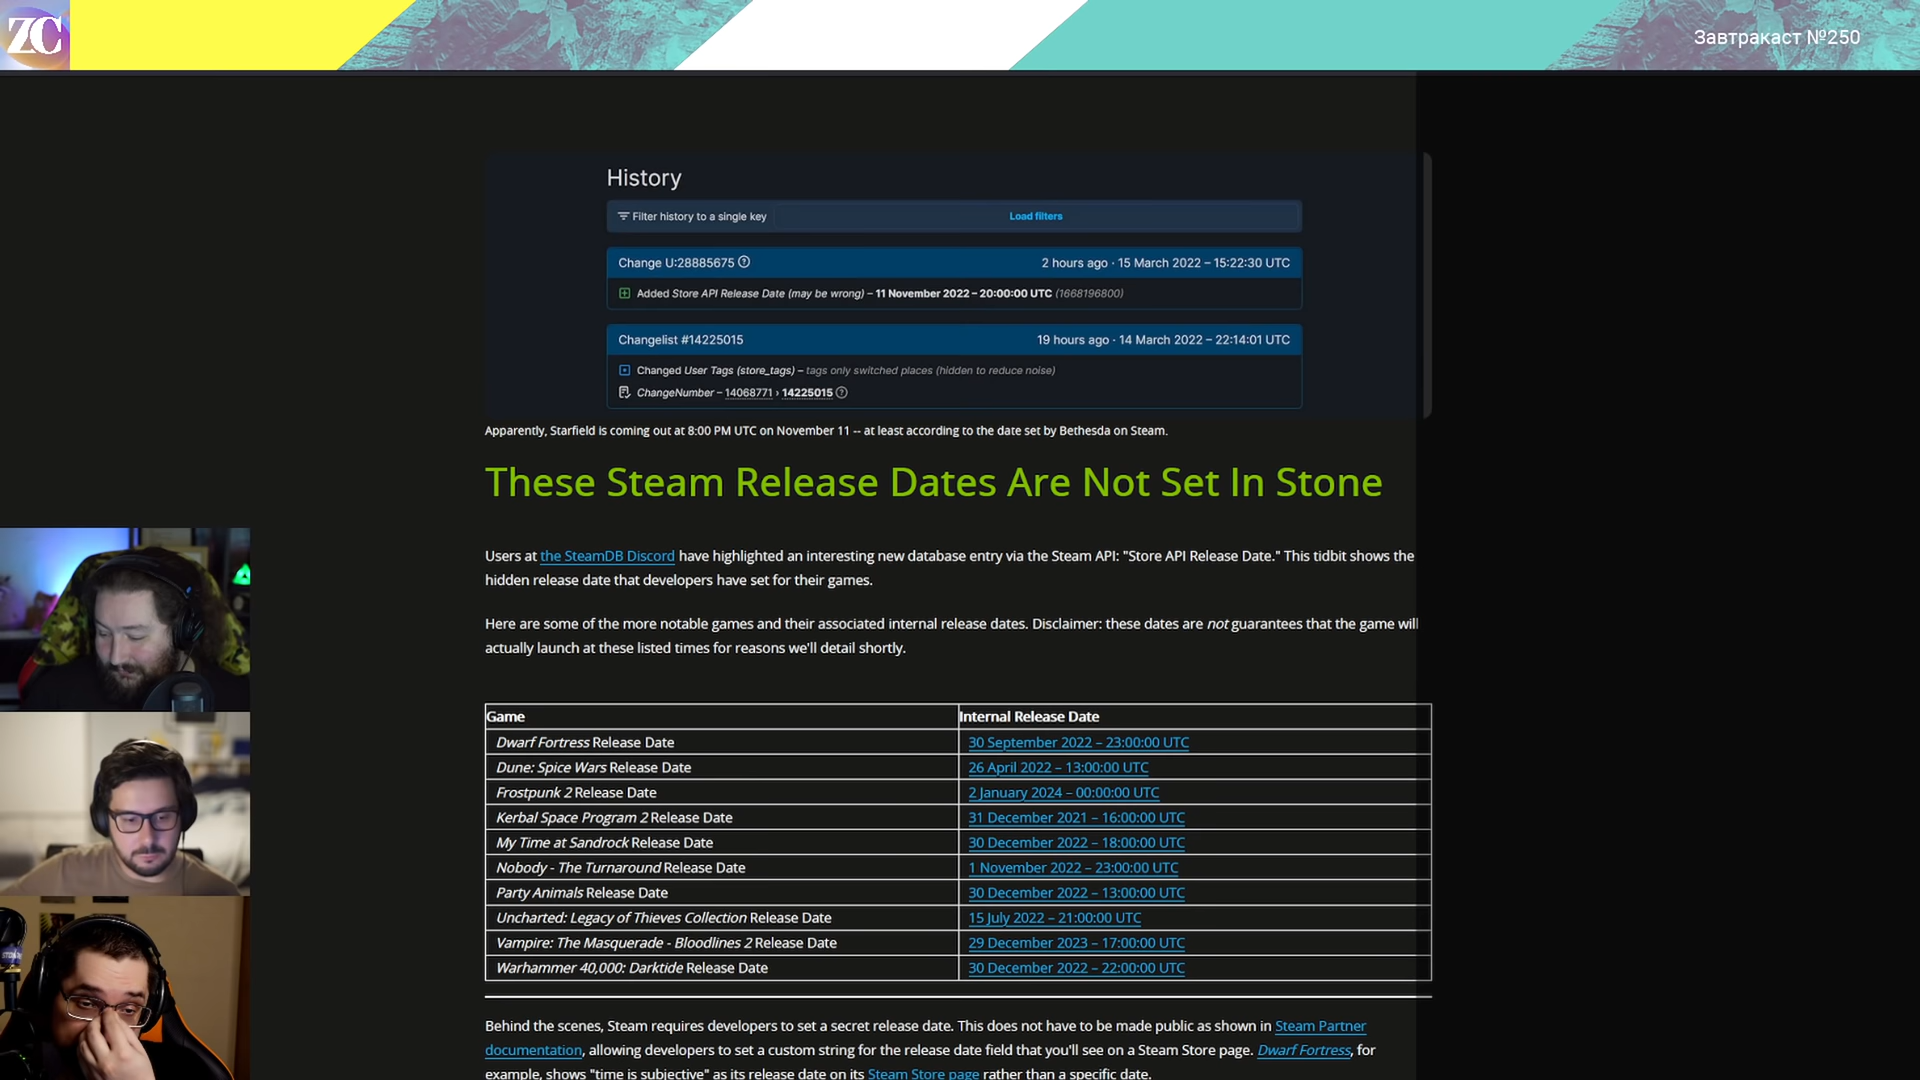 ZC
Завтракаст №250
History
Filter history to a single key
Load filters
Change U:28885675
2 hours ago · 15 March 2022 – 15:22:30 UTC
Added Store API Release Date (may be wrong) – 11 November 2022 – 20:00:00 UTC (1668196800)
Changelist #14225015
19 hours ago · 14 March 2022 – 22:14:01 UTC
Changed User Tags (store_tags) – tags only switched places (hidden to reduce noise)
ChangeNumber – 14068771 › 14225015
Apparently, Starfield is coming out at 8:00 PM UTC on November 11 -- at least according to the date set by Bethesda on Steam.
These Steam Release Dates Are Not Set In Stone
Users at the SteamDB Discord have highlighted an interesting new database entry via the Steam API: "Store API Release Date." This tidbit shows the
hidden release date that developers have set for their games.
Here are some of the more notable games and their associated internal release dates. Disclaimer: these dates are not guarantees that the game will
actually launch at these listed times for reasons we'll detail shortly.
Game Internal Release Date
Dwarf Fortress Release Date 30 September 2022 – 23:00:00 UTC
Dune: Spice Wars Release Date 26 April 2022 – 13:00:00 UTC
Frostpunk 2 Release Date 2 January 2024 – 00:00:00 UTC
Kerbal Space Program 2 Release Date 31 December 2021 – 16:00:00 UTC
My Time at Sandrock Release Date 30 December 2022 – 18:00:00 UTC
Nobody - The Turnaround Release Date 1 November 2022 – 23:00:00 UTC
Party Animals Release Date 30 December 2022 – 13:00:00 UTC
Uncharted: Legacy of Thieves Collection Release Date 15 July 2022 – 21:00:00 UTC
Vampire: The Masquerade - Bloodlines 2 Release Date 29 December 2023 – 17:00:00 UTC
Warhammer 40,000: Darktide Release Date 30 December 2022 – 22:00:00 UTC
Behind the scenes, Steam requires developers to set a secret release date. This does not have to be made public as shown in Steam Partner
documentation, allowing developers to set a custom string for the release date field that you'll see on a Steam Store page. Dwarf Fortress, for
example, shows "time is subjective" as its release date on its Steam Store page rather than a specific date.